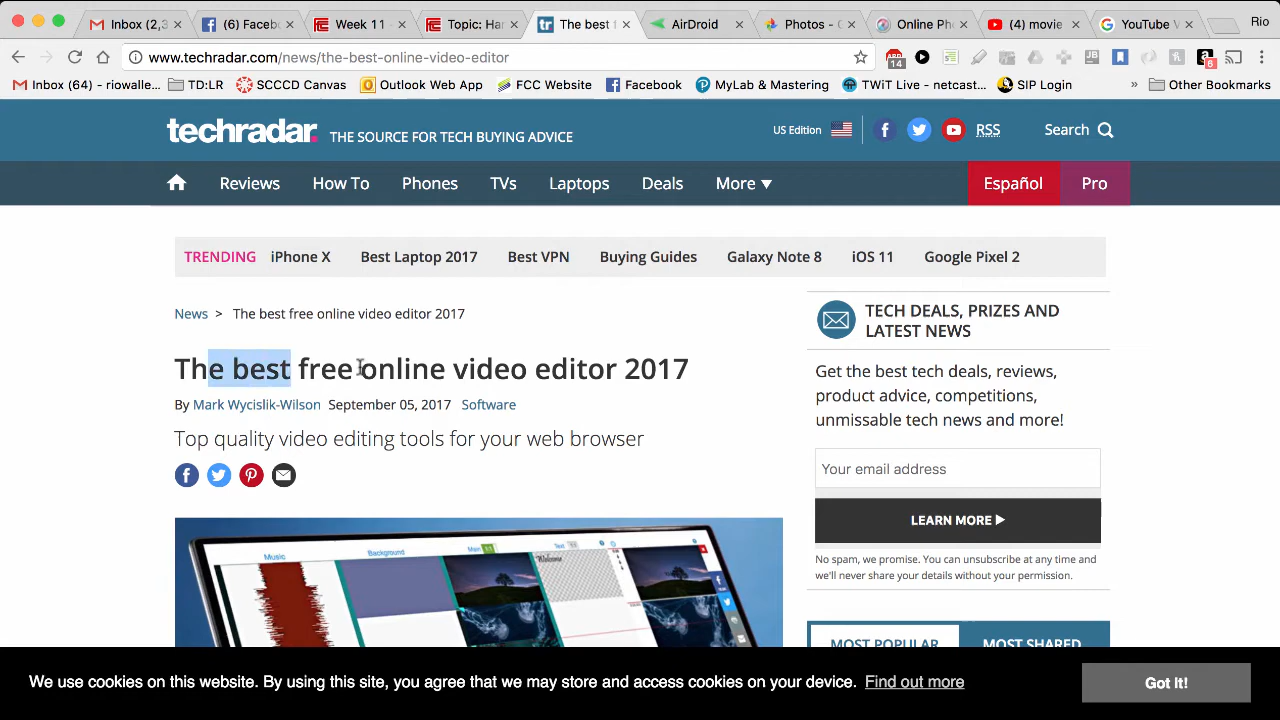 Inbox (2,3
(6) Faceb
Week 11
Topic: Har
The best f
AirDroid
Photos - G
Online Ph
(4) movie
YouTube V
Rio
www.techradar.com/news/the-best-online-video-editor
14
JB
8
Inbox (64) - riowalle...
TD:LR
SCCCD Canvas
Outlook WebApp
FCC Website
Facebook
MyLab & Mastering
TWiT Live - netcast...
SIP Login
» Other Bookmarks
techradar.
THE SOURCE FOR TECH BUYING ADVICE
US Edition
RSS
Search
Reviews
How To
Phones
TVs
Laptops
Deals
More ▼
Español
Pro
TRENDING iPhone X Best Laptop 2017 Best VPN Buying Guides Galaxy Note 8 iOS 11 Google Pixel 2
News > The best free online video editor 2017
The best free online video editor 2017
By Mark Wycislik-Wilson September 05, 2017 Software
Top quality video editing tools for your web browser
Music
Background
Main
Text
Welcome
TECH DEALS, PRIZES AND
LATEST NEWS
Get the best tech deals, reviews,
product advice, competitions,
unmissable tech news and more!
Your email address
LEARN MORE ▶
No spam, we promise. You can unsubscribe at any time and
we'll never share your details without your permission.
MOST POPULAR
MOST SHARED
We use cookies on this website. By using this site, you agree that we may store and access cookies on your device. Find out more
Got It!